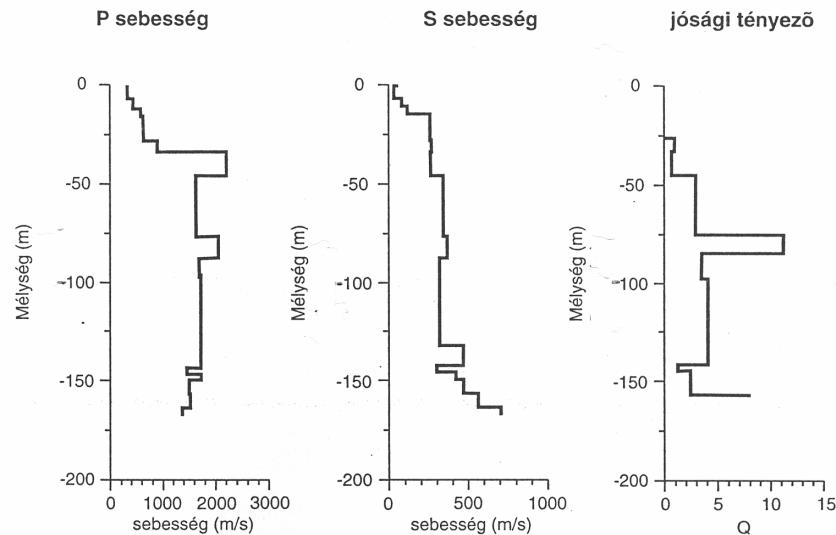 P sebesség
S sebesség
jósági tényezõ
0
-50
-100
-150
-200
Mélység (m)
0 1000 2000 3000
sebesség (m/s)
0
-50
-100
-150
-200
Mélység (m)
0 500 1000
sebesség (m/s)
0
-50
-100
-150
-200
Mélység (m)
0 5 10 15
Q